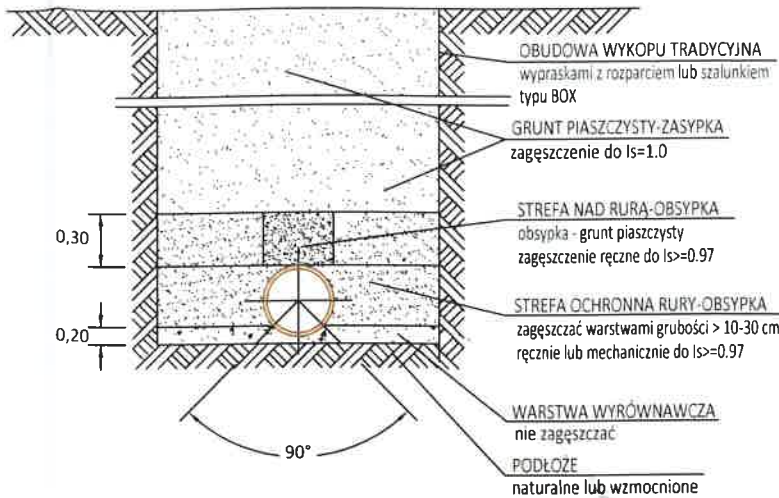 OBUDOWA WYKOPU TRADYCYJNA
wypraskami z rozparciem lub szalunkiem
typu BOX
GRUNT PIASZCZYSTY-ZASYPKA
zagęszczenie do Is=1.0
STREFA NAD RURĄ-OBSYPKA
obsypka - grunt piaszczysty
zagęszczenie ręczne do Is>=0.97
0,30
STREFA OCHRONNA RURY-OBSYPKA
zagęszczać warstwami grubości > 10-30 cm
ręcznie lub mechanicznie do Is>=0.97
0,20
WARSTWA WYRÓWNAWCZA
nie zagęszczać
90°
PODŁOŻE
naturalne lub wzmocnione